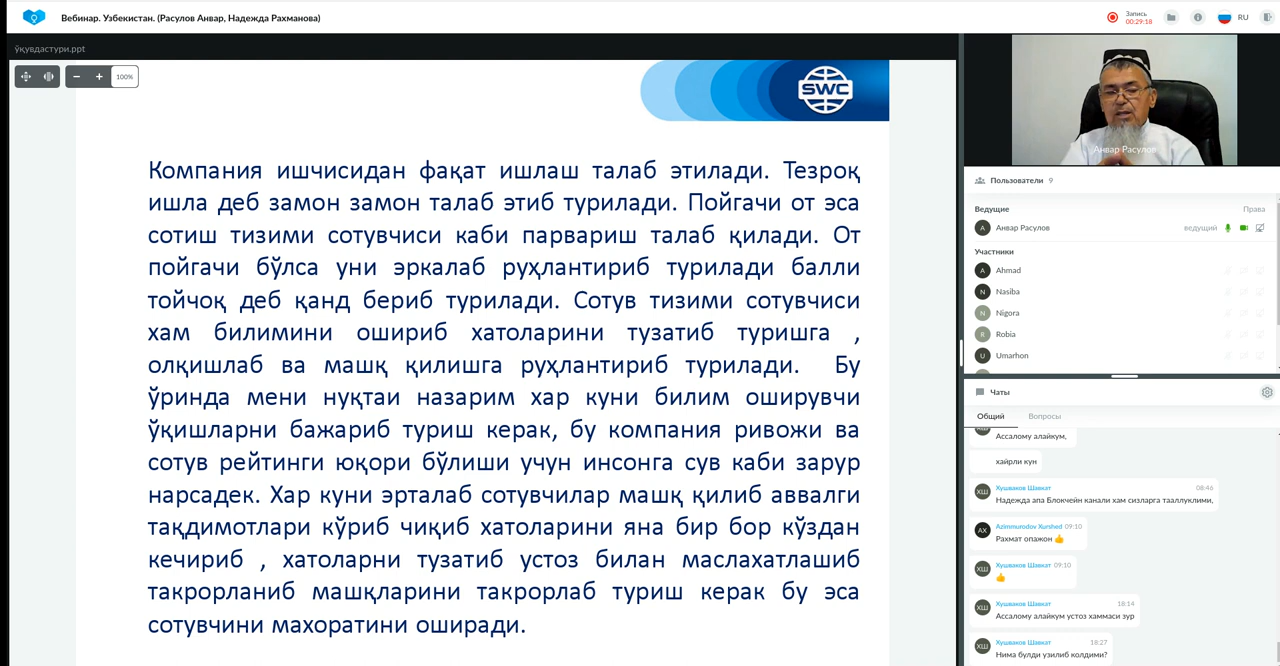 Вебинар. Узбекистан. (Расулов Анвар, Надежда Рахманова)
Запись
00:29:18
RU
ўқувдастури.ppt
100%
SWC
Компания ишчисидан фақат ишлаш талаб этилади. Тезроқ
ишла деб замон замон талаб этиб турилади. Пойгачи от эса
сотиш тизими сотувчиси каби парвариш талаб қилади. От
пойгачи бўлса уни эркалаб руҳлантириб турилади балли
тойчоқ деб қанд бериб турилади. Сотув тизими сотувчиси
хам билимини ошириб хатоларини тузатиб туришга ,
олқишлаб ва машқ қилишга руҳлантириб турилади. Бу
ўринда мени нуқтаи назарим хар куни билим оширувчи
ўқишларни бажариб туриш керак, бу компания ривожи ва
сотув рейтинги юқори бўлиши учун инсонга сув каби зарур
нарсадек. Хар куни эрталаб сотувчилар машқ қилиб аввалги
тақдимотлари кўриб чиқиб хатоларини яна бир бор кўздан
кечириб , хатоларни тузатиб устоз билан маслахатлашиб
такрорланиб машқларини такрорлаб туриш керак бу эса
сотувчини махоратини оширади.
Анвар Расулов
Пользователи 9
Ведущие Права
А Анвар Расулов ведущий
Участники
A Ahmad
N Nasiba
N Nigora
R Robia
U Umarhon
Чаты
Общий Вопросы
Ассалому алайкум,
хайрли кун
ХШ Хушваков Шавкат 08:46
Надежда апа Блокчейн канали хам сизларга тааллуклими,
AX Azimmurodov Xurshed 09:10
Рахмат опажон 👍
ХШ Хушваков Шавкат 09:10
👍
ХШ Хушваков Шавкат 18:14
Ассалому алайкум устоз хаммаси зур
ХШ Хушваков Шавкат 18:27
Нима булди узилиб колдими?